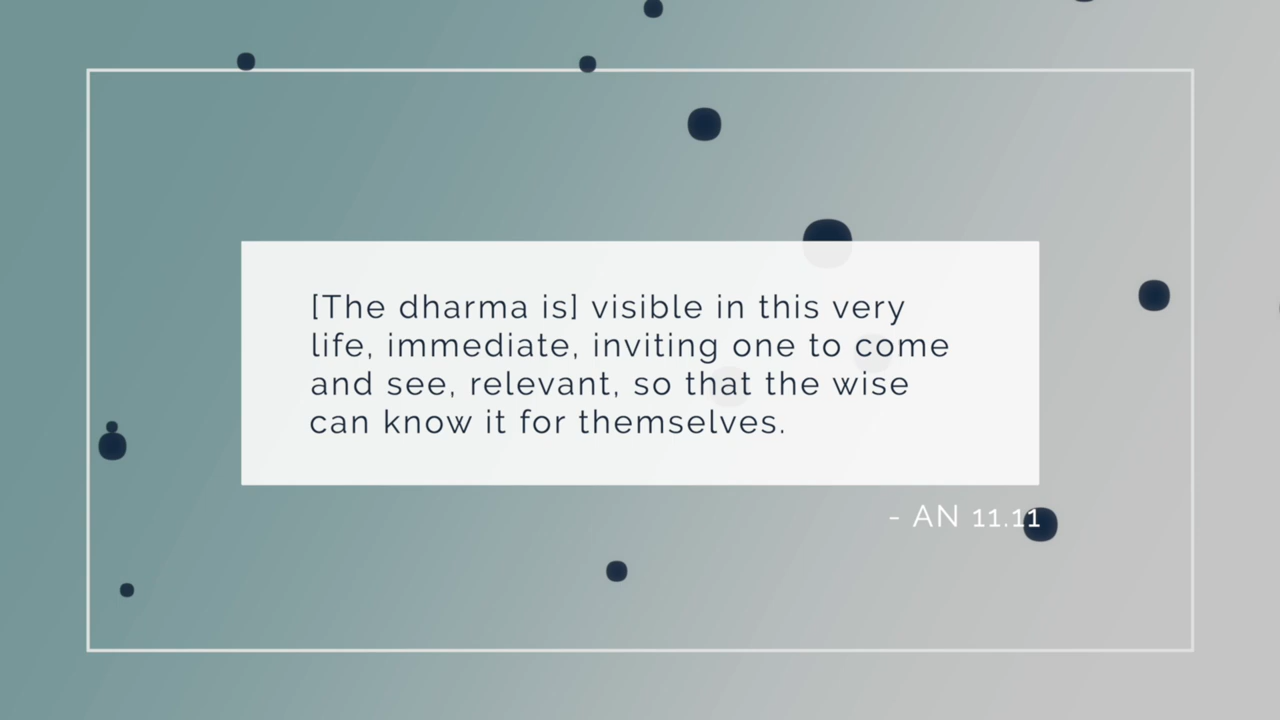 [The dharma is] visible in this very
life, immediate, inviting one to come
and see, relevant, so that the wise
can know it for themselves.
- AN 11.11